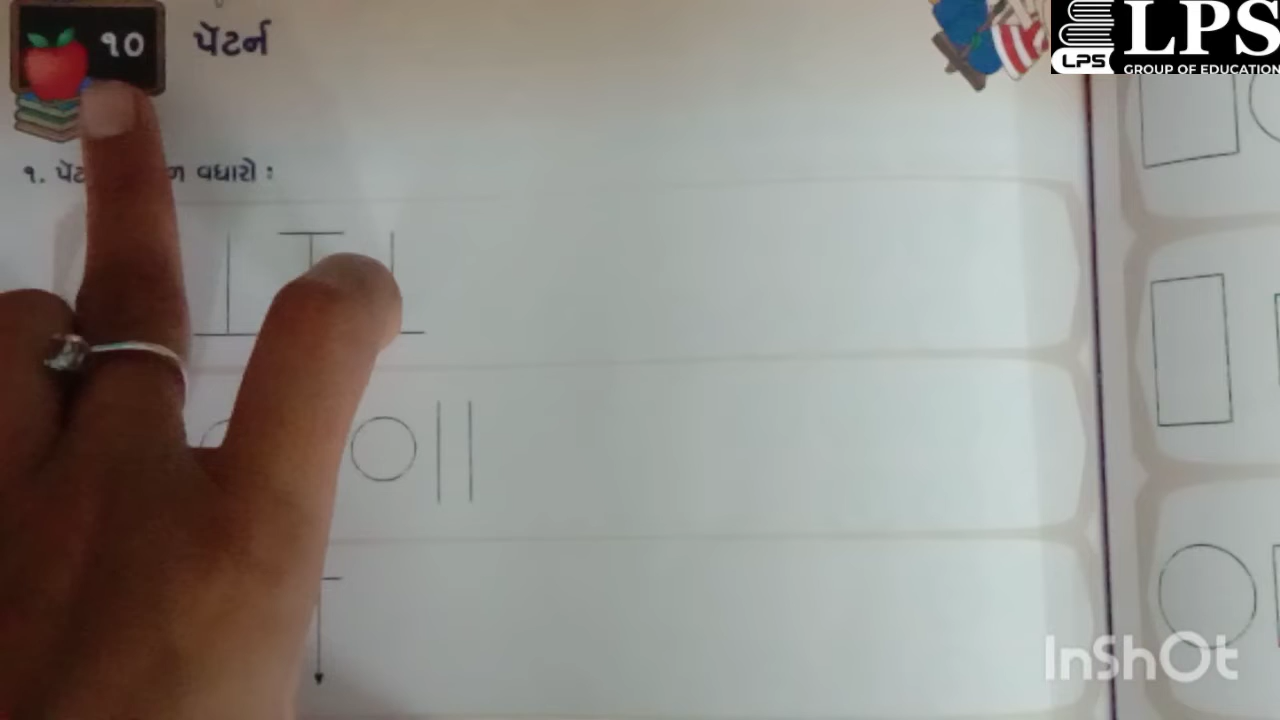 ૧૦ પૅટર્ન
LPS
LPS
GROUP OF EDUCATION
૧. વધારો :
InShOt